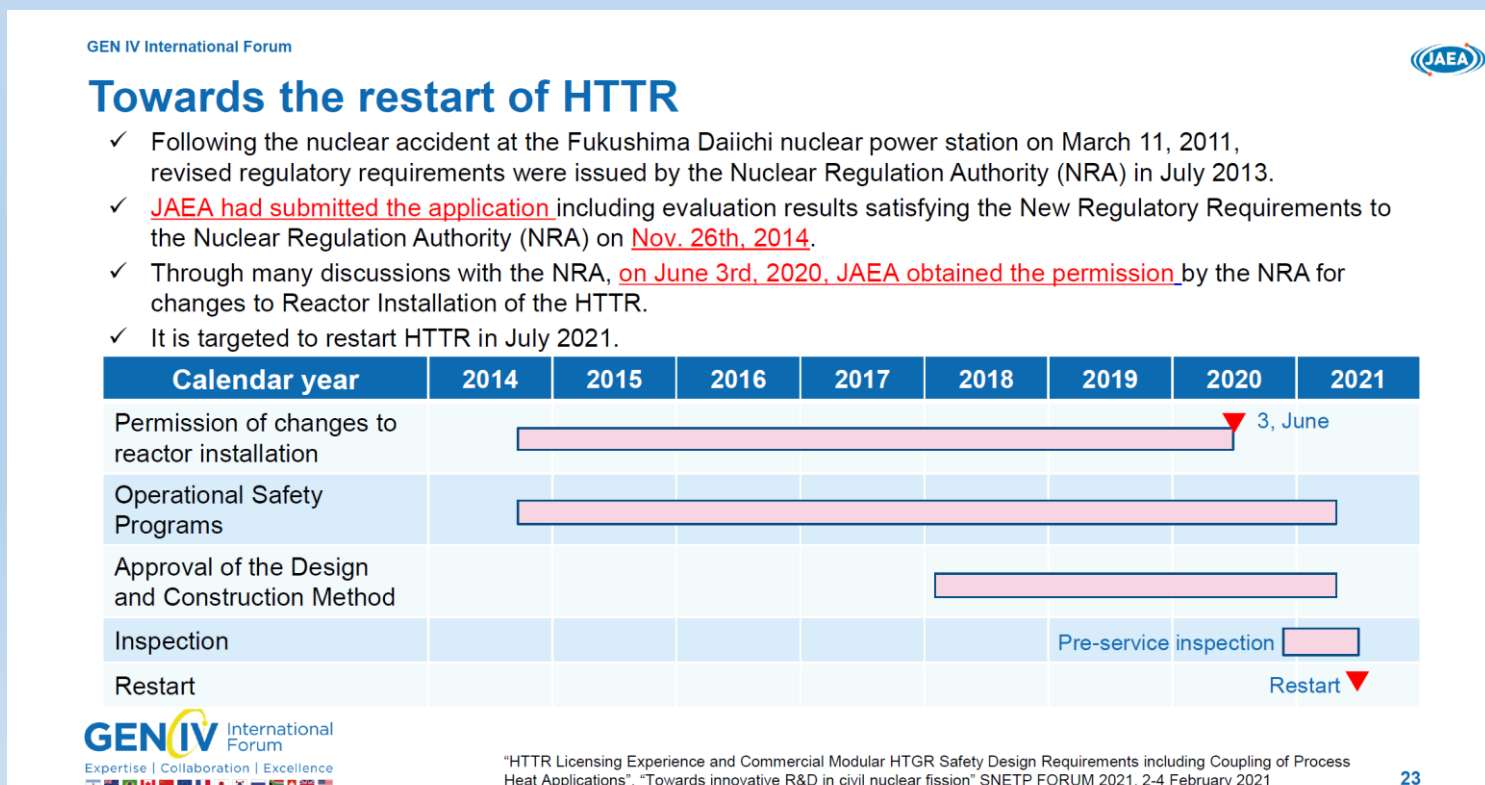 GEN IV International Forum
JAEA
Towards the restart of HTTR
✓ Following the nuclear accident at the Fukushima Daiichi nuclear power station on March 11, 2011,
revised regulatory requirements were issued by the Nuclear Regulation Authority (NRA) in July 2013.
✓ JAEA had submitted the application including evaluation results satisfying the New Regulatory Requirements to
the Nuclear Regulation Authority (NRA) on Nov. 26th, 2014.
✓ Through many discussions with the NRA, on June 3rd, 2020, JAEA obtained the permission by the NRA for
changes to Reactor Installation of the HTTR.
✓ It is targeted to restart HTTR in July 2021.
Calendar year 2014 2015 2016 2017 2018 2019 2020 2021
Permission of changes to
reactor installation
3, June
Operational Safety
Programs
Approval of the Design
and Construction Method
Inspection Pre-service inspection
Restart Restart
GEN IV International
Forum
Expertise | Collaboration | Excellence
"HTTR Licensing Experience and Commercial Modular HTGR Safety Design Requirements including Coupling of Process
Heat Applications", "Towards innovative R&D in civil nuclear fission" SNETP FORUM 2021, 2-4 February 2021
23